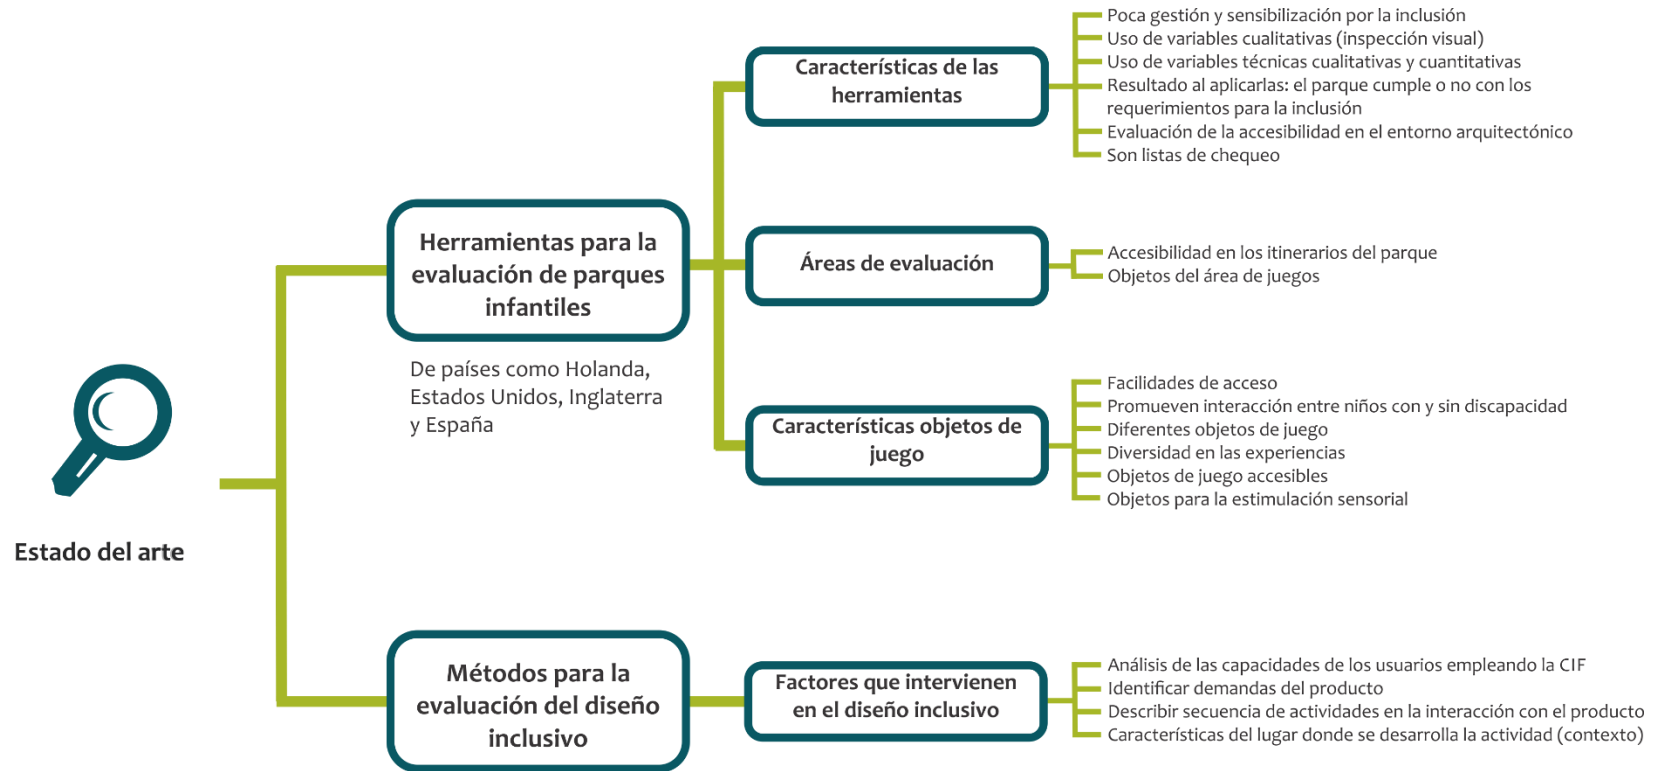 Estado del arte
Herramientas para la
evaluación de parques
infantiles
De países como Holanda,
Estados Unidos, Inglaterra
y España
Características de las
herramientas
Poca gestión y sensibilización por la inclusión
Uso de variables cualitativas (inspección visual)
Uso de variables técnicas cualitativas y cuantitativas
Resultado al aplicarlas: el parque cumple o no con los
requerimientos para la inclusión
Evaluación de la accesibilidad en el entorno arquitectónico
Son listas de chequeo
Áreas de evaluación
Accesibilidad en los itinerarios del parque
Objetos del área de juegos
Características objetos de
juego
Facilidades de acceso
Promueven interacción entre niños con y sin discapacidad
Diferentes objetos de juego
Diversidad en las experiencias
Objetos de juego accesibles
Objetos para la estimulación sensorial
Métodos para la
evaluación del diseño
inclusivo
Factores que intervienen
en el diseño inclusivo
Análisis de las capacidades de los usuarios empleando la CIF
Identificar demandas del producto
Describir secuencia de actividades en la interacción con el producto
Características del lugar donde se desarrolla la actividad (contexto)